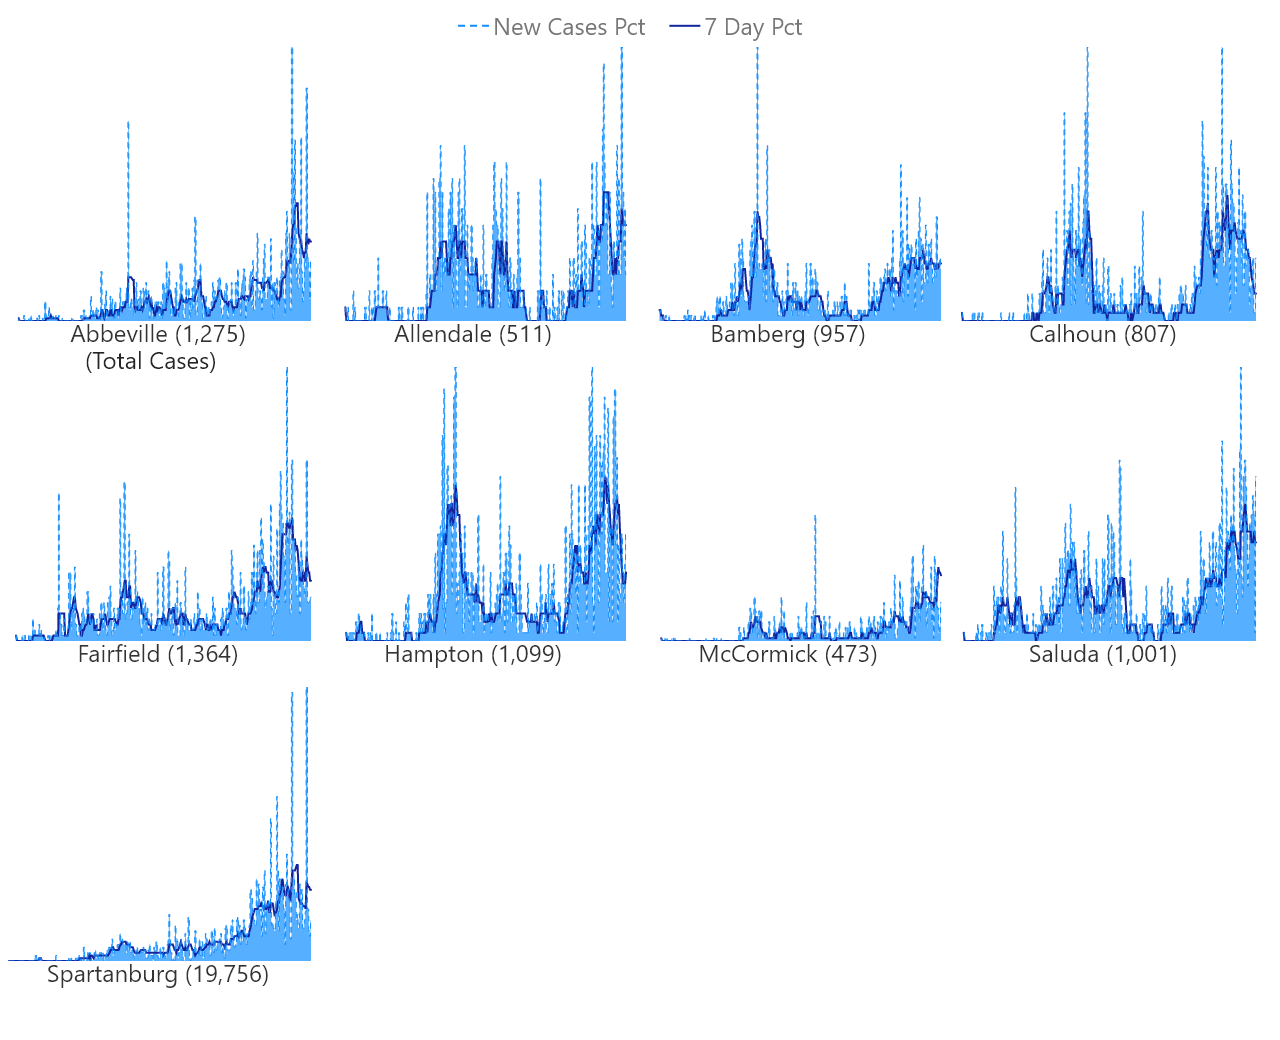 New Cases Pct 7 Day Pct
Abbeville (1,275) Allendale (511) Bamberg (957) Calhoun (807)
(Total Cases)
Fairfield (1,364) Hampton (1,099) McCormick (473) Saluda (1,001)
Spartanburg (19,756)